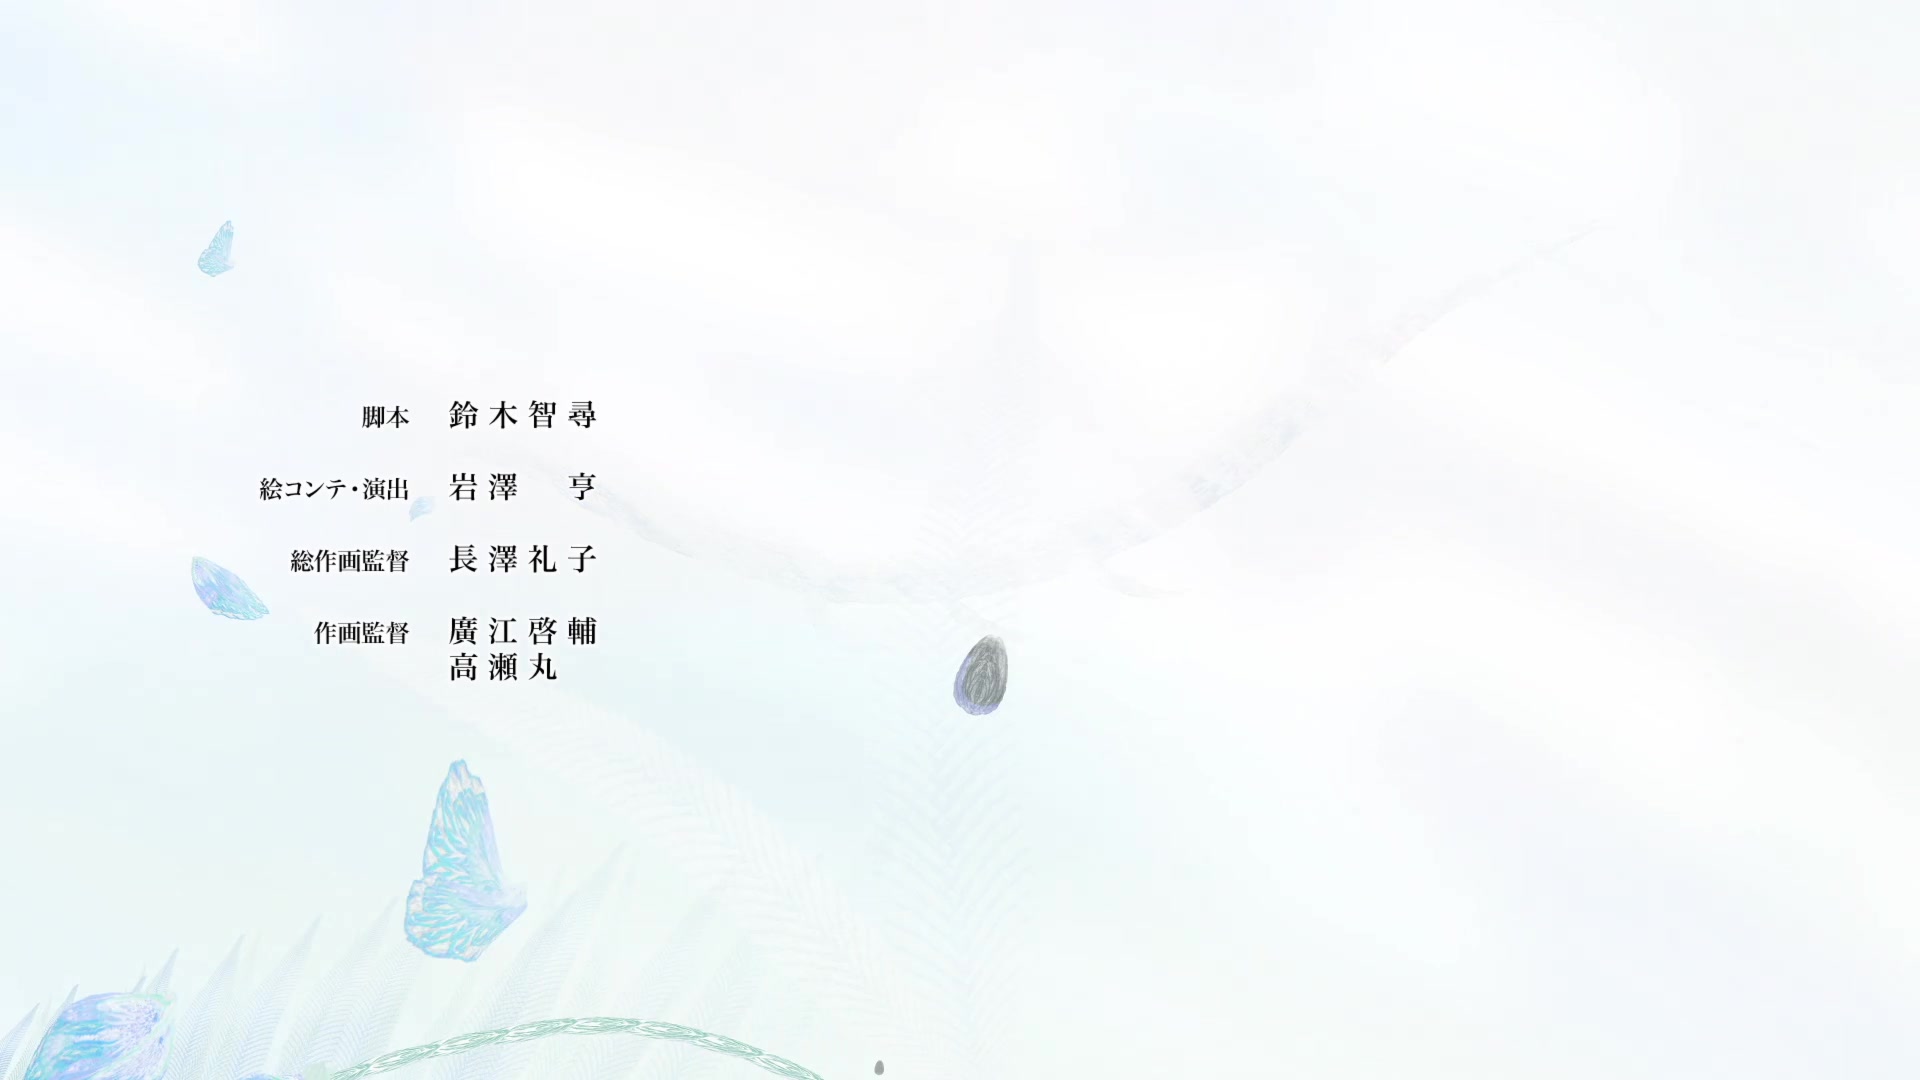 脚本 鈴木智尋
絵コンテ・演出 岩澤 亨
総作画監督 長澤礼子
作画監督 廣江啓輔
高瀬丸